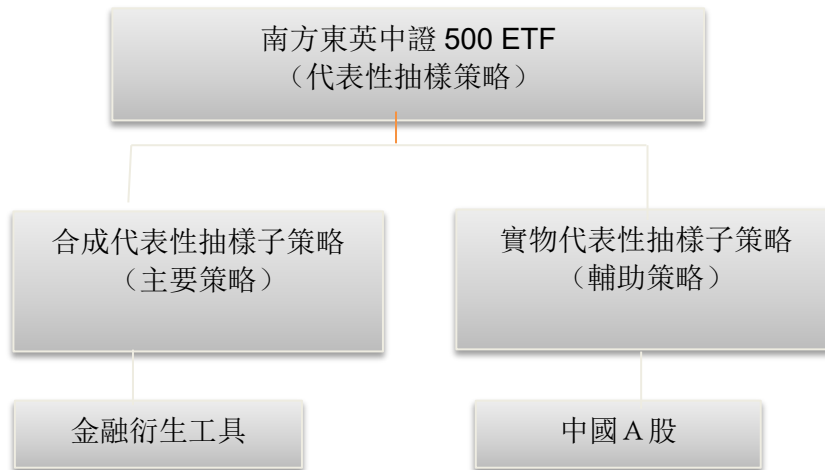 南方東英中證 500 ETF
（代表性抽樣策略）
合成代表性抽樣子策略
（主要策略）
實物代表性抽樣子策略
（輔助策略）
金融衍生工具
中國Ａ股